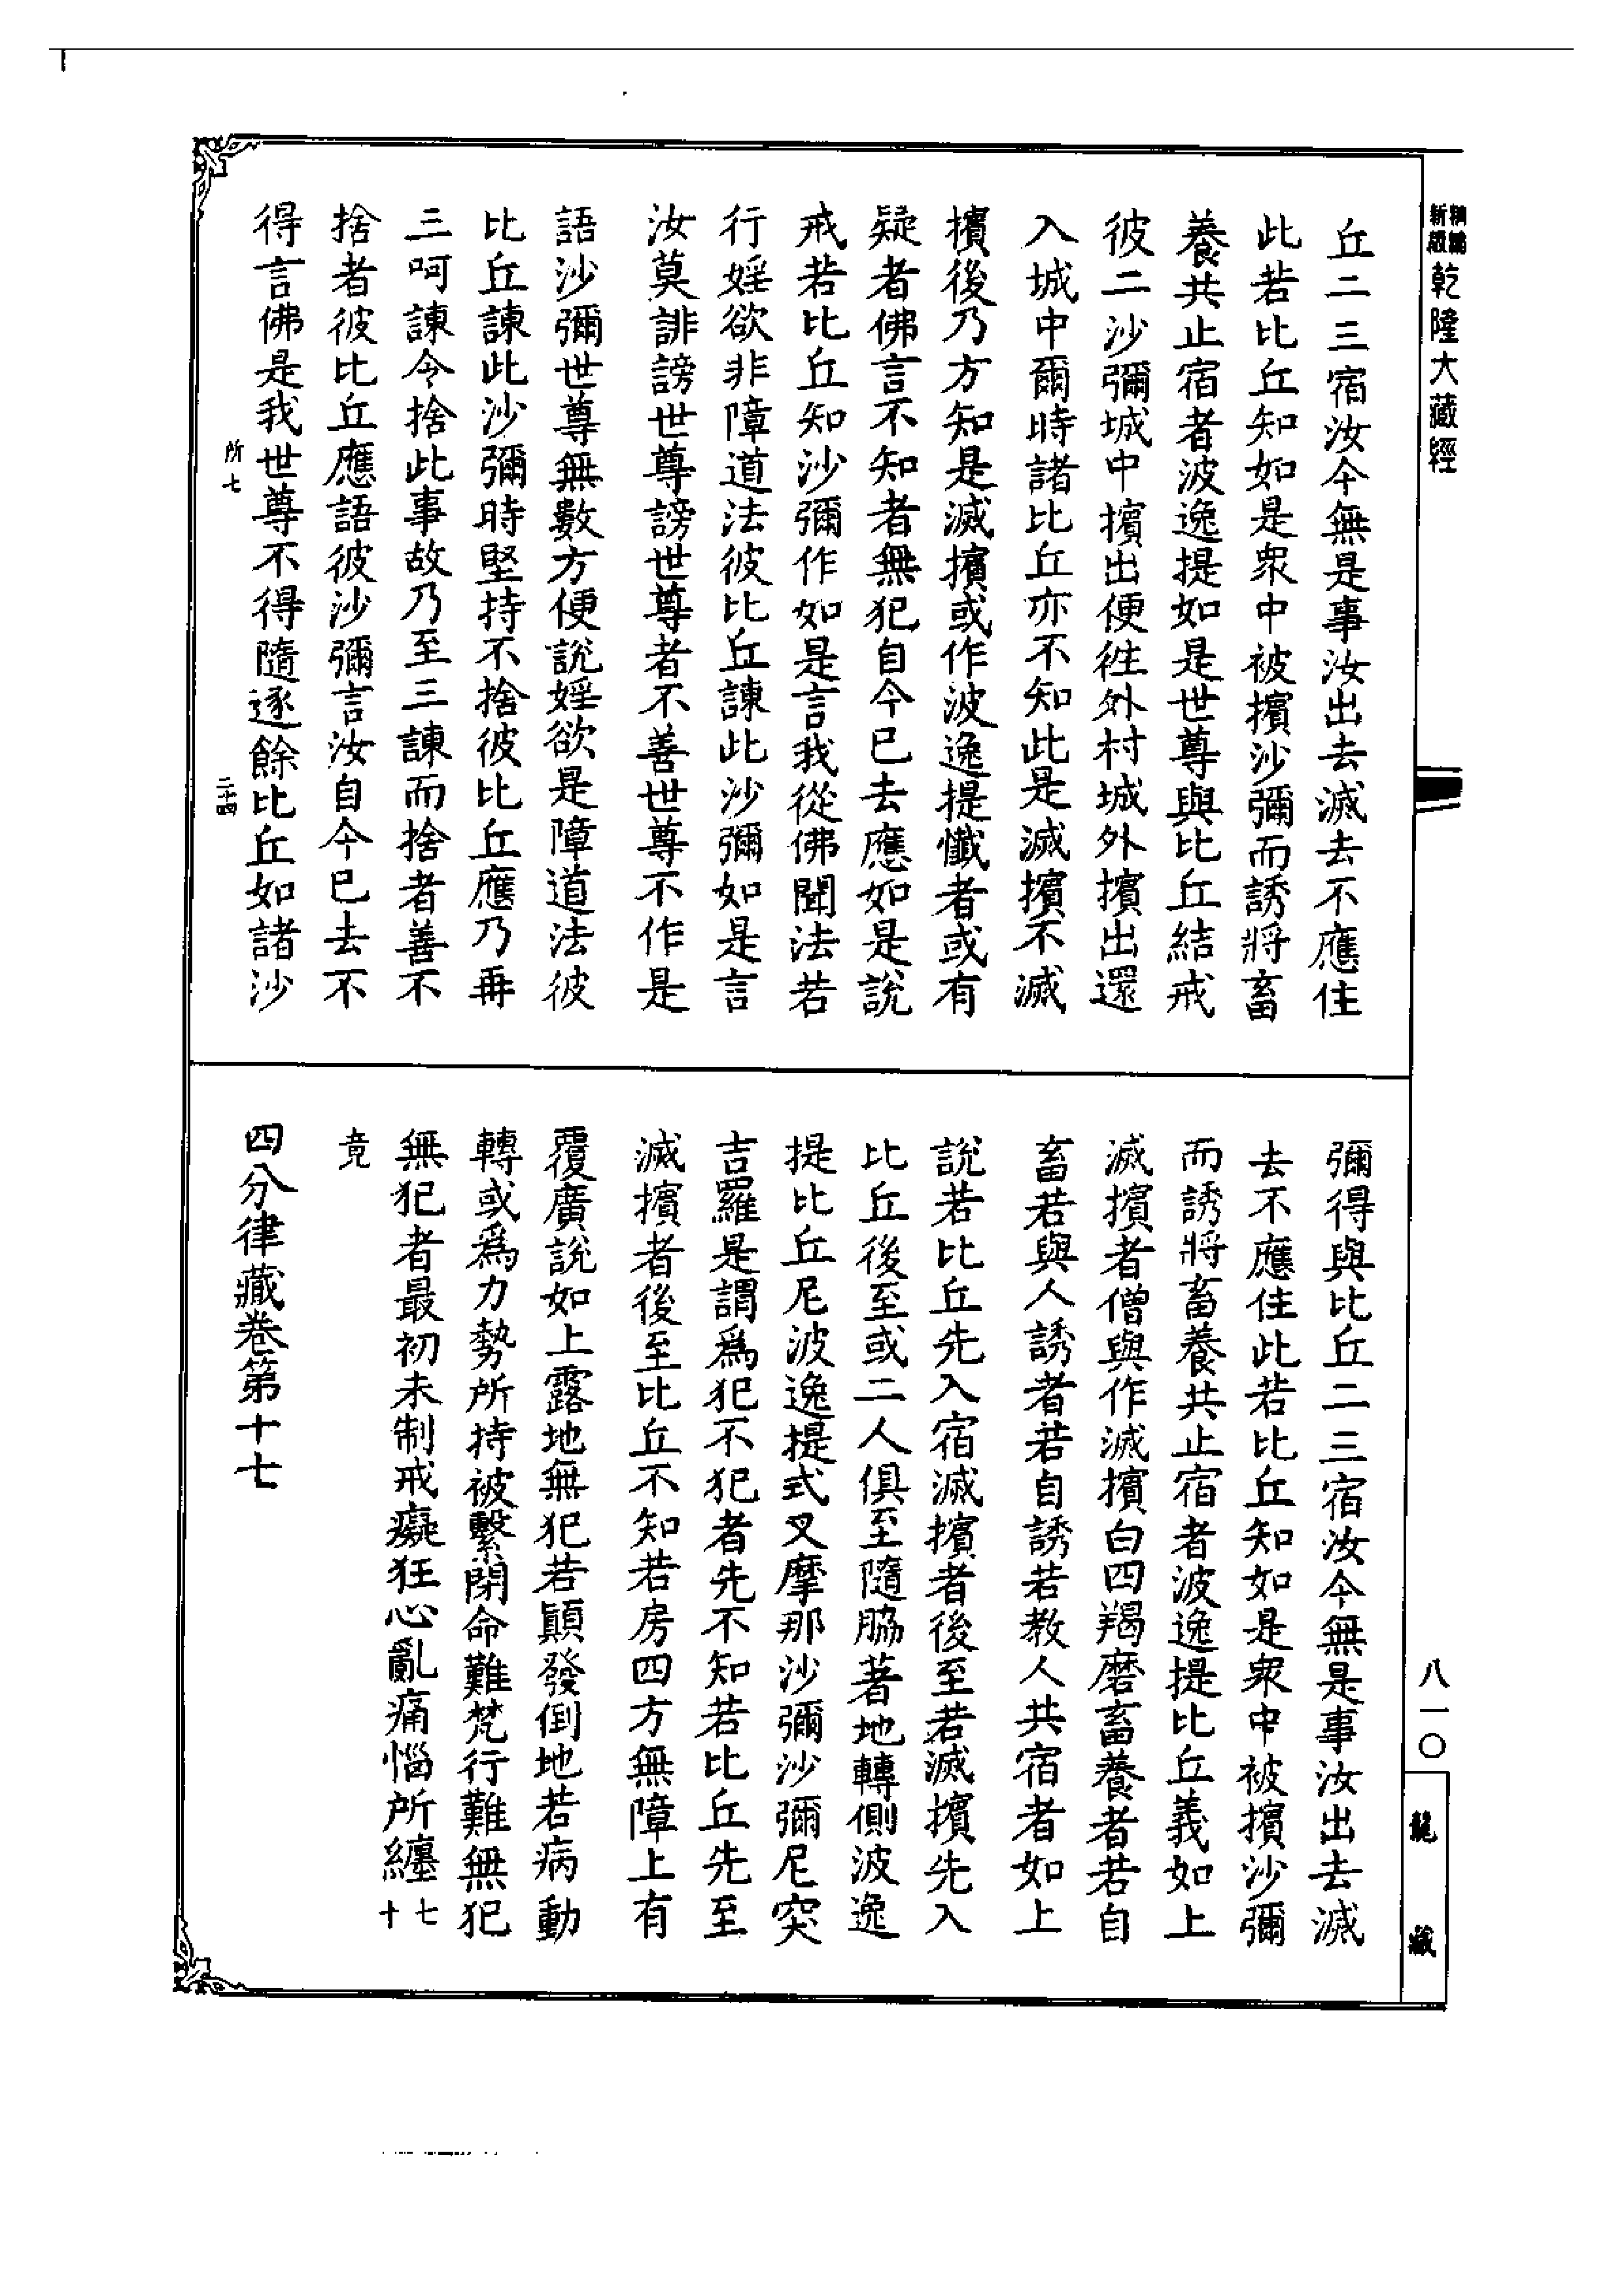 新編縮版乾隆大藏經
丘二三宿汝今無是事汝出去滅去不應住
此若比丘知如是衆中被擯沙彌而誘將畜
養共止宿者波逸提如是世尊與比丘結戒
彼二沙彌城中擯出便徃外村城外擯出還
入城中爾時諸比丘亦不知此是滅擯不滅
擯後乃方知是滅擯或作波逸提懺者或有
疑者佛言不知者無犯自今已去應如是說
戒若比丘知沙彌作如是言我從佛聞法若
行婬欲非障道法彼比丘諫此沙彌如是言
汝莫誹謗世尊謗世尊者不善世尊不作是
語沙彌世尊無數方便說婬欲是障道法彼
比丘諫此沙彌時堅持不捨彼比丘應乃再
三呵諫令捨此事故乃至三諫而捨者善不
捨者彼比丘應語彼沙彌言汝自今已去不
得言佛是我世尊不得隨逐餘比丘如諸沙
所七 二十四
彌得與比丘二三宿汝今無是事汝出去滅
去不應住此若比丘知如是衆中被擯沙彌
而誘將畜養共止宿者波逸提比丘義如上
滅擯者僧與作滅擯白四羯磨畜養者若自
畜若與人誘者若自誘若教人共宿者如上
說若比丘先入宿滅擯者後至若滅擯先入
比丘後至或二人俱至隨脇著地轉側波逸
提比丘尼波逸提式叉摩那沙彌沙彌尼突
吉羅是謂爲犯不犯者先不知若比丘先至
滅擯者後至比丘不知若房四方無障上有
覆廣說如上露地無犯若顚發倒地若病動
轉或爲力勢所持被繫閉命難梵行難無犯
無犯者最初未制戒癡狂心亂痛惱所纏七十
竟
四分律藏卷第十七
八一〇
龍藏